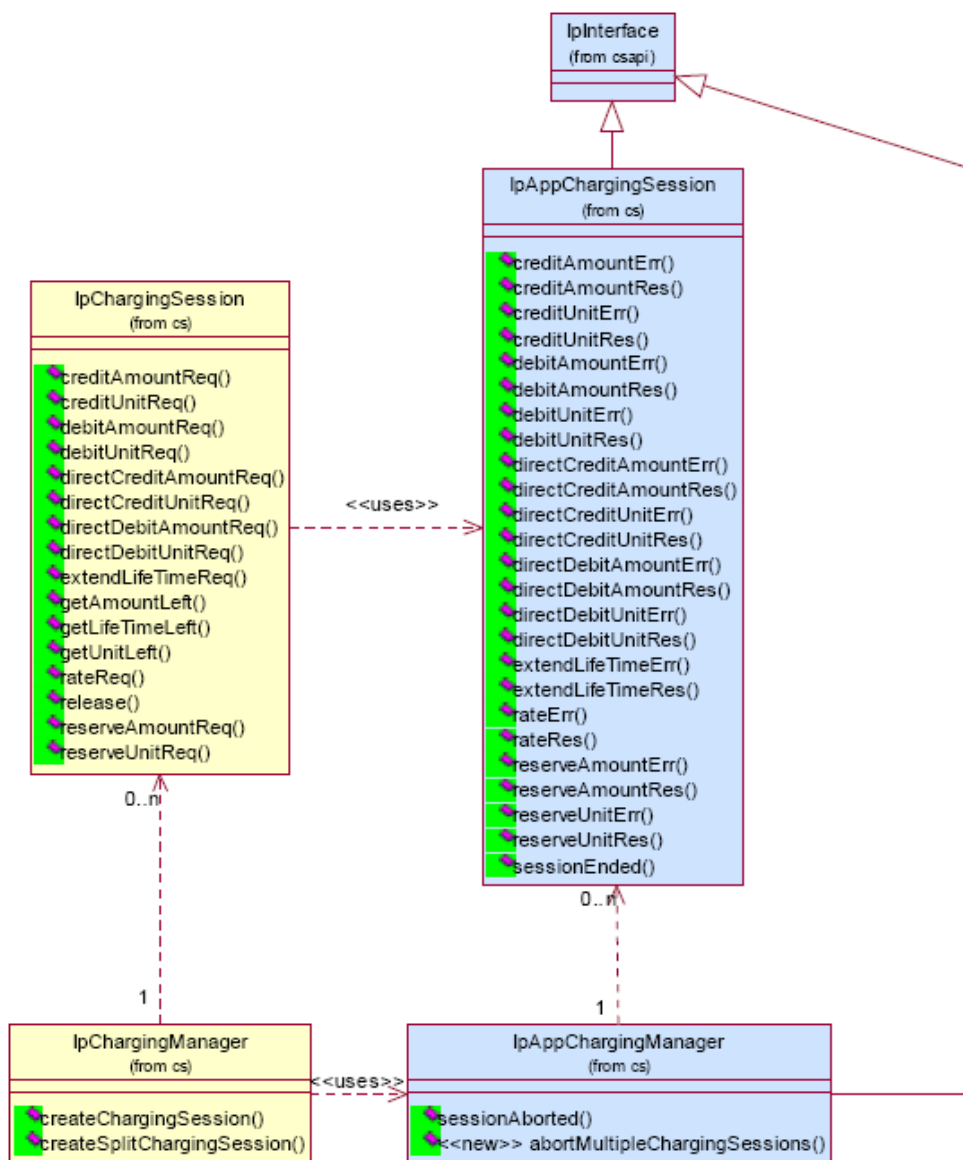 IpInterface
(from csapi)
IpAppChargingSession
(from cs)
creditAmountErr()
creditAmountRes()
creditUnitErr()
creditUnitRes()
debitAmountErr()
debitAmountRes()
debitUnitErr()
debitUnitRes()
directCreditAmountErr()
directCreditAmountRes()
directCreditUnitErr()
directCreditUnitRes()
directDebitAmountErr()
directDebitAmountRes()
directDebitUnitErr()
directDebitUnitRes()
extendLifeTimeErr()
extendLifeTimeRes()
rateErr()
rateRes()
reserveAmountErr()
reserveAmountRes()
reserveUnitErr()
reserveUnitRes()
sessionEnded()
IpChargingSession
(from cs)
creditAmountReq()
creditUnitReq()
debitAmountReq()
debitUnitReq()
directCreditAmountReq()
directCreditUnitReq()
directDebitAmountReq()
directDebitUnitReq()
extendLifeTimeReq()
getAmountLeft()
getLifeTimeLeft()
getUnitLeft()
rateReq()
release()
reserveAmountReq()
reserveUnitReq()
<<uses>>
0..n
0..n
1
1
IpChargingManager
(from cs)
createChargingSession()
createSplitChargingSession()
<<uses>>
IpAppChargingManager
(from cs)
sessionAborted()
<<new>> abortMultipleChargingSessions()